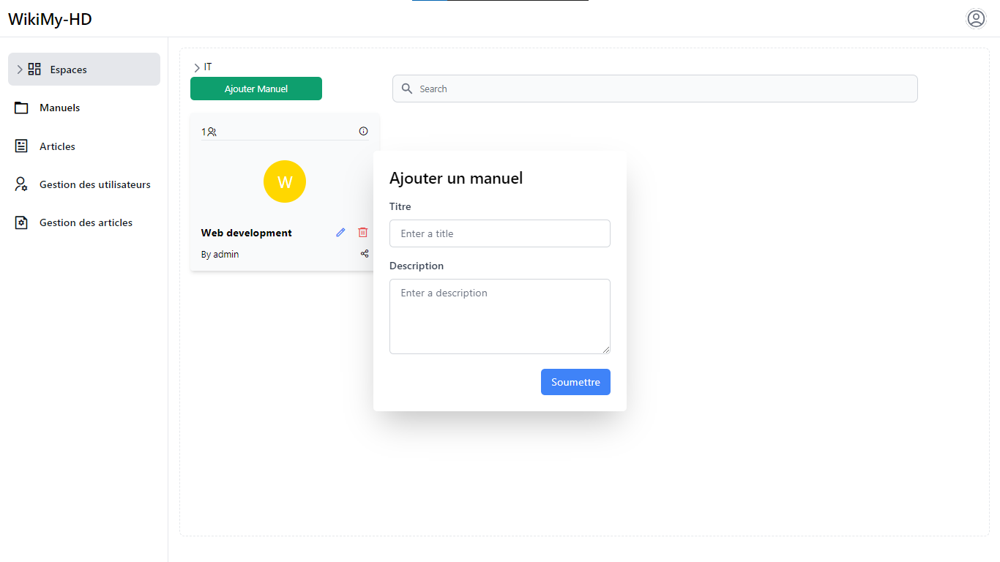 WikiMy-HD
Espaces
Manuels
Articles
Gestion des utilisateurs
Gestion des articles
IT
Ajouter Manuel
Search
1
W
Web development
By admin
Ajouter un manuel
Titre
Enter a title
Description
Enter a description
Soumettre